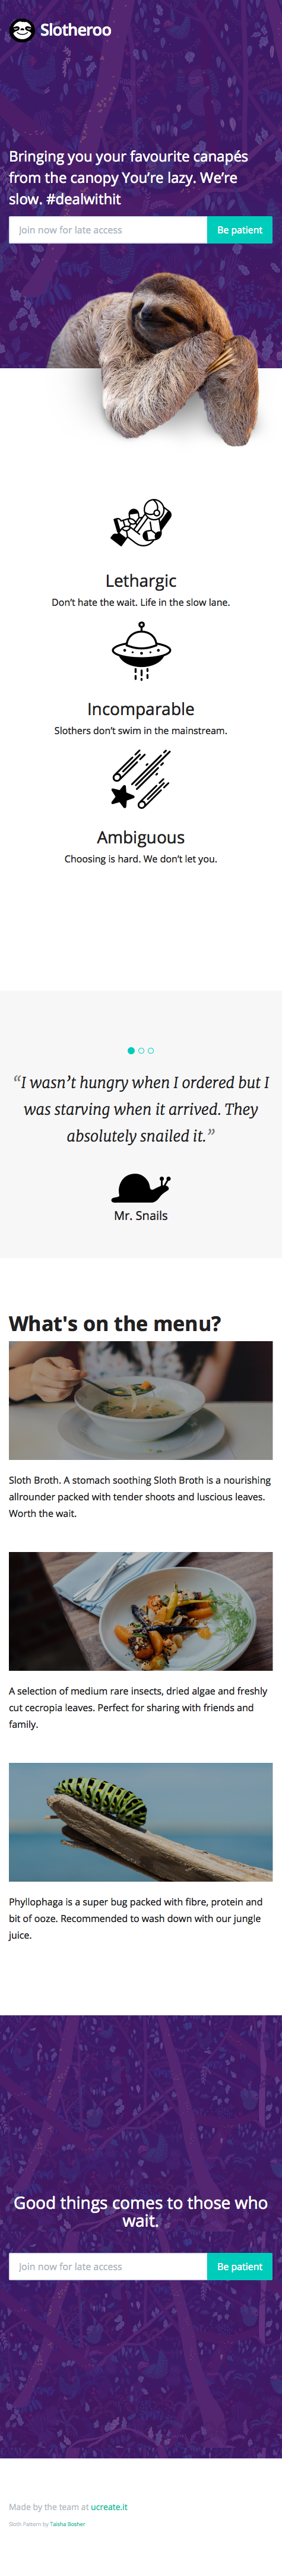 Slotheroo
Bringing you your favourite canapés
from the canopy You're lazy. We're
slow. #dealwithit
Join now for late access
Be patient
Lethargic
Don't hate the wait. Life in the slow lane.
Incomparable
Slothers don't swim in the mainstream.
Ambiguous
Choosing is hard. We don't let you.
“I wasn't hungry when I ordered but I
was starving when it arrived. They
absolutely snailed it.”
Mr. Snails
What's on the menu?
Sloth Broth. A stomach soothing Sloth Broth is a nourishing
allrounder packed with tender shoots and luscious leaves.
Worth the wait.
A selection of medium rare insects, dried algae and freshly
cut cecropia leaves. Perfect for sharing with friends and
family.
Phyllophaga is a super bug packed with fibre, protein and
bit of ooze. Recommended to wash down with our jungle
juice.
Good things comes to those who
wait.
Join now for late access
Be patient
Made by the team at ucreate.it
Sloth Pattern by Taisha Bosher